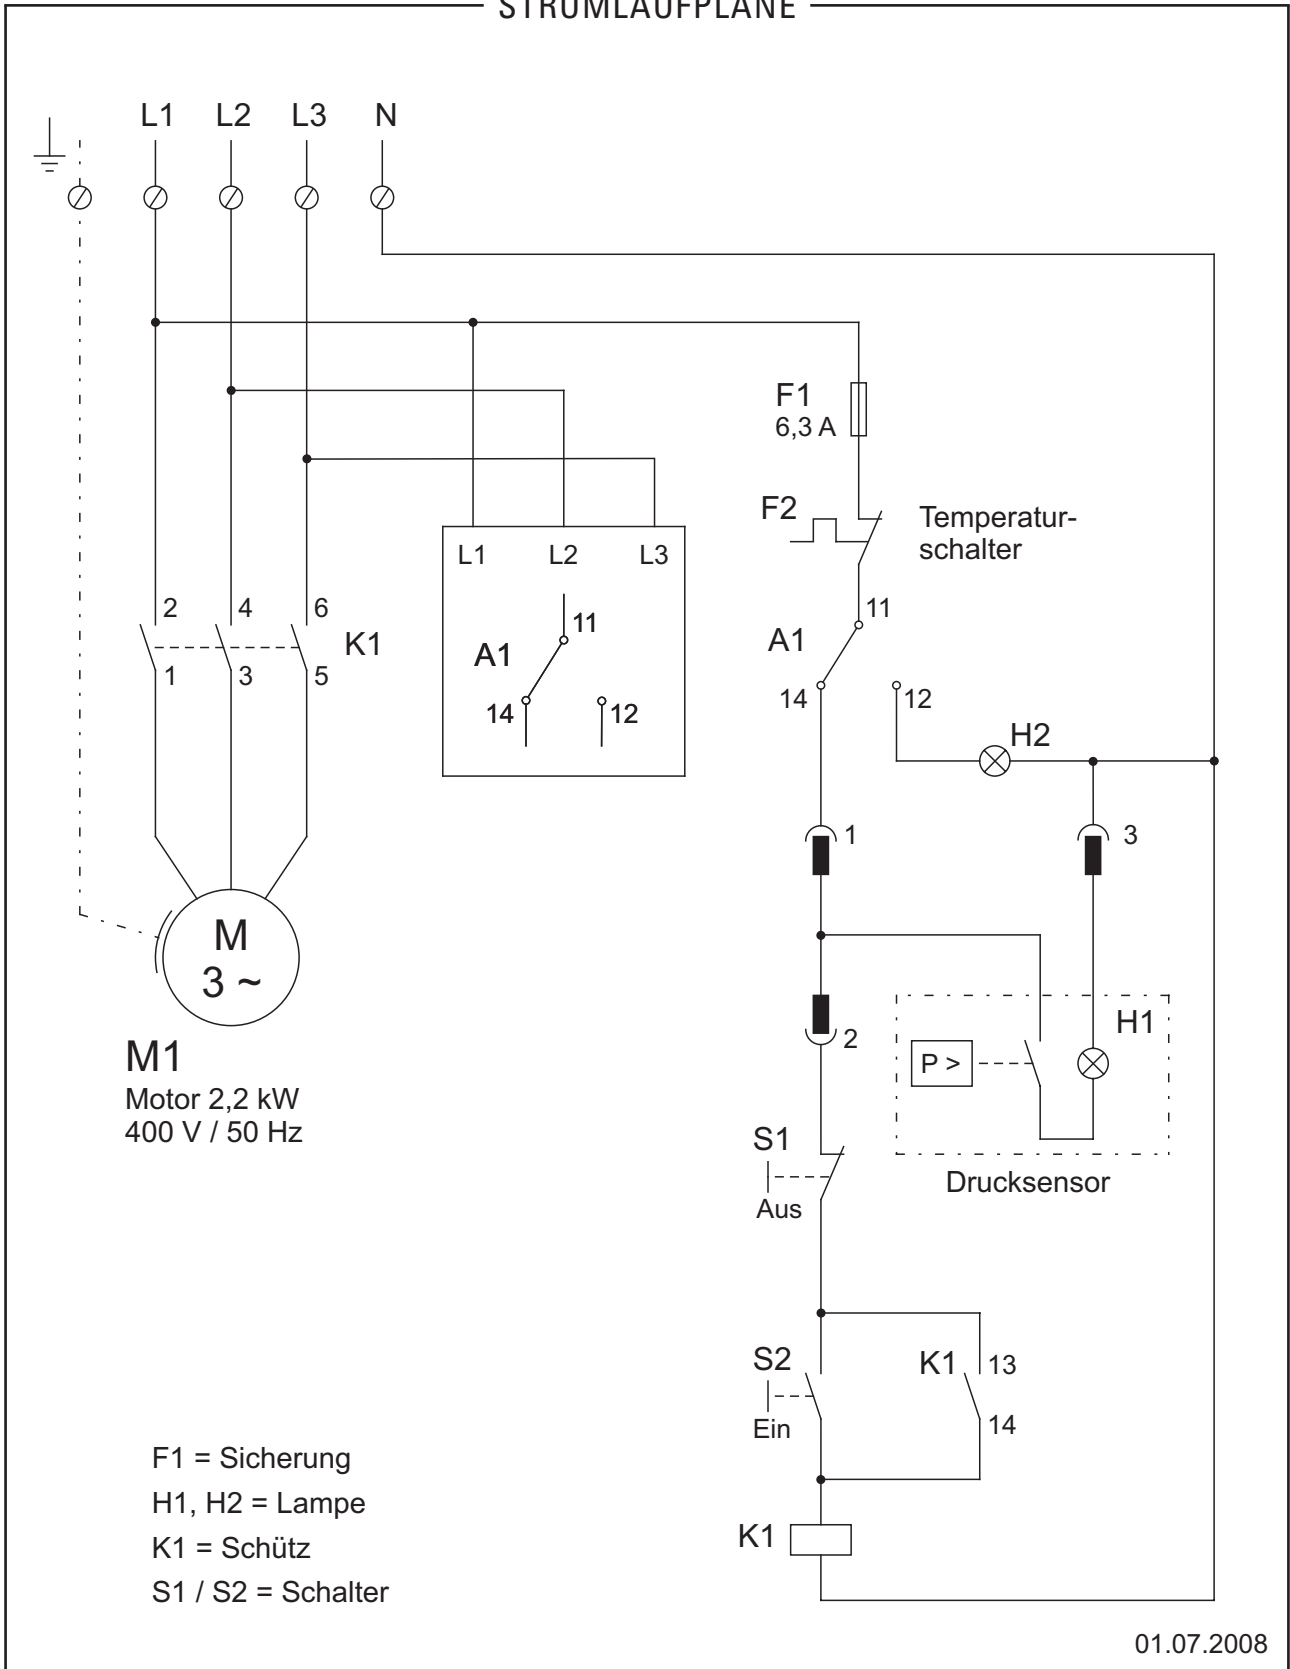 STROMLAUFPLÄNE
L1 L2 L3 N
F1
6,3 A
F2
Temperatur-
schalter
L1 L2 L3
11
A1
14 12
2 4 6
K1
1 3 5
11
A1
14 12
H2
1
3
M
3 ~
M1
Motor 2,2 kW
400 V / 50 Hz
2
H1
P >
Drucksensor
S1
Aus
S2
Ein
K1 13
14
K1
F1 = Sicherung
H1, H2 = Lampe
K1 = Schütz
S1 / S2 = Schalter
01.07.2008